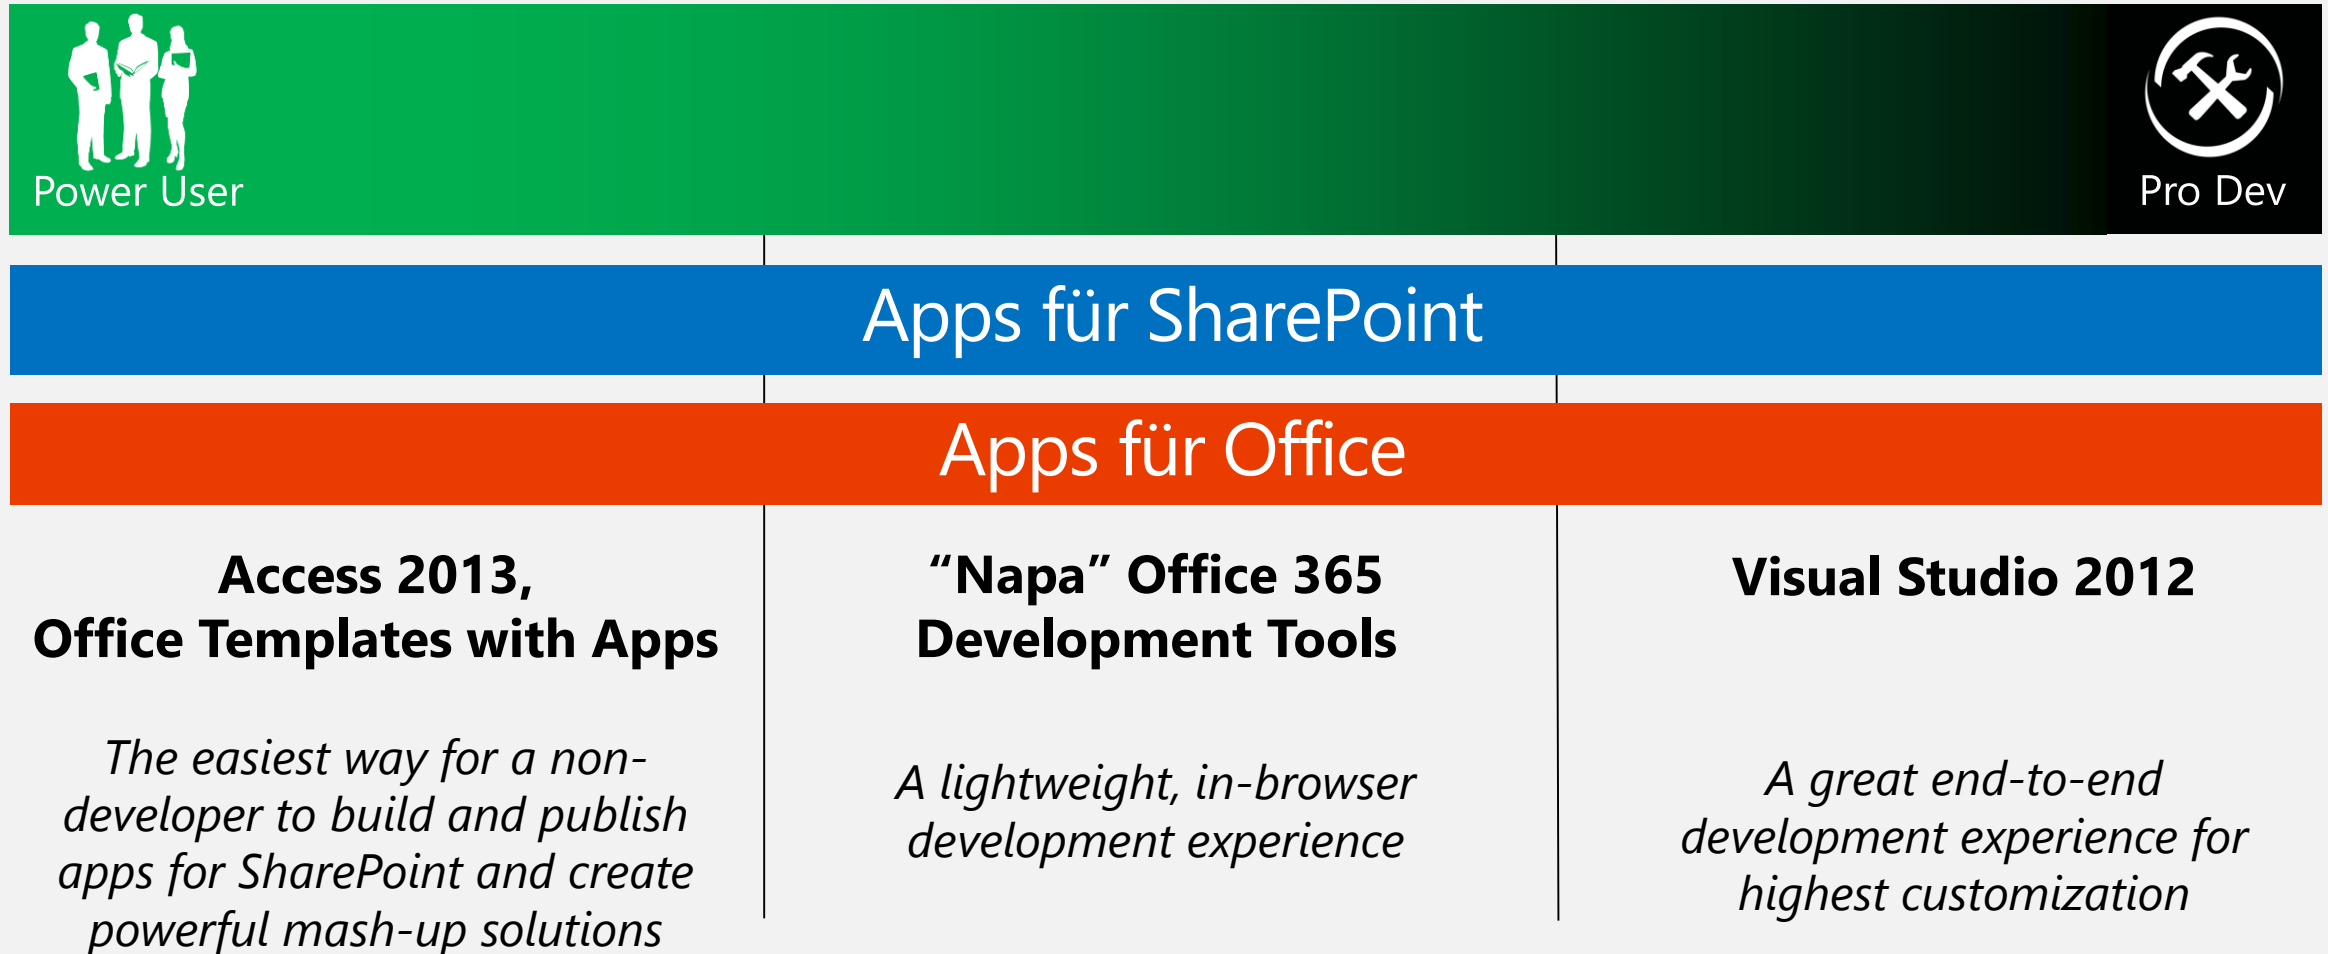 Power User
Pro Dev
Apps für SharePoint
Apps für Office
Access 2013,
Office Templates with Apps
The easiest way for a non-
developer to build and publish
apps for SharePoint and create
powerful mash-up solutions
“Napa” Office 365
Development Tools
A lightweight, in-browser
development experience
Visual Studio 2012
A great end-to-end
development experience for
highest customization